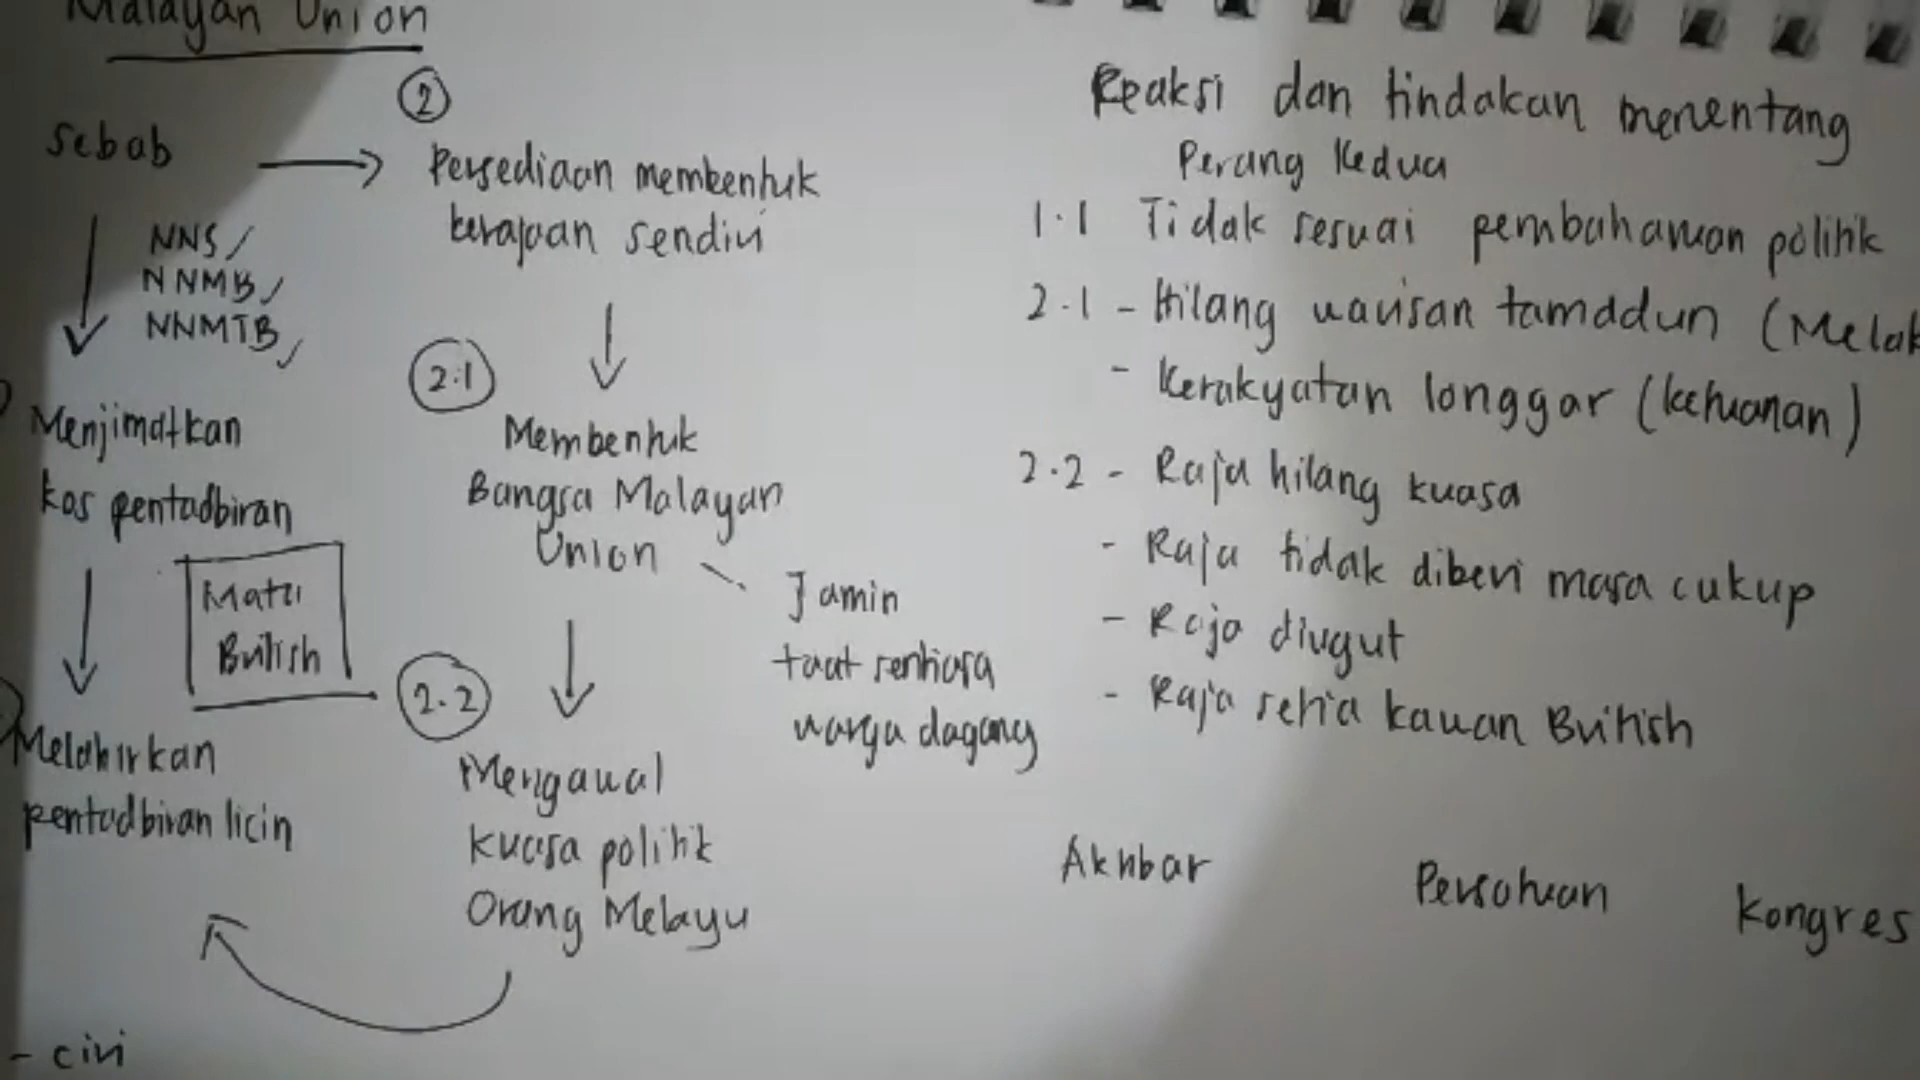 Malayan Union
Sebab
NNS/
NNMB/
NNMTB/
Menjimatkan
kos pentadbiran
Matu
British
Melahirkan
pentadbiran licin
- ciri
2
Persediaan membentuk
kerajaan sendiri
2.1
Membentuk
Bangsa Malayan
Union
Jamin
taat setia
warga dagang
2.2
Mengawal
kuasa politik
Orang Melayu
Reaksi dan tindakan menentang
Perang Kedua
1.1 Tidak sesuai pembaharuan politik
2.1 - Hilang warisan tamaddun (Melak
- Kerakyatan longgar (ketuanan)
2.2 - Raja hilang kuasa
- Raja tidak diberi masa cukup
- Raja diugut
- Raja setia kawan British
Akhbar
Persatuan
Kongres